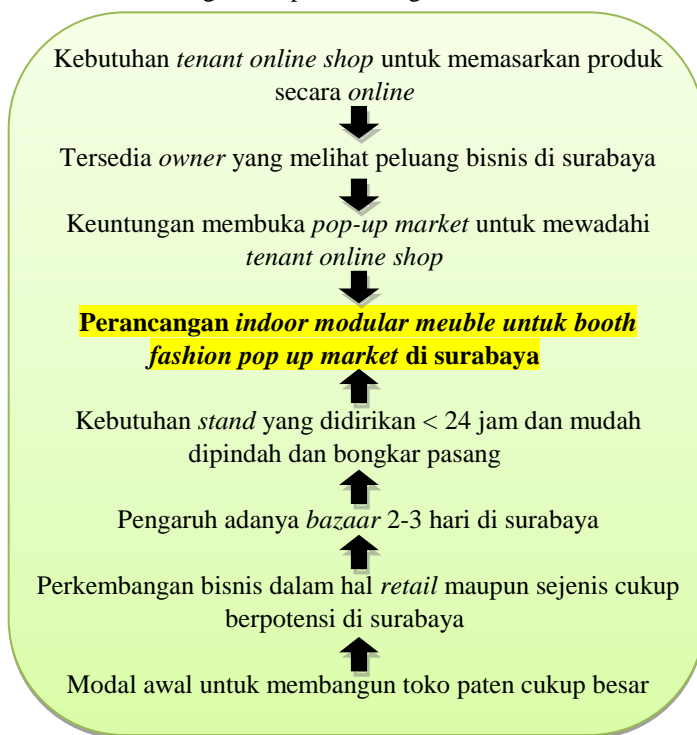 Kebutuhan tenant online shop untuk memasarkan produk
secara online
Tersedia owner yang melihat peluang bisnis di surabaya
Keuntungan membuka pop-up market untuk mewadahi
tenant online shop
Perancangan indoor modular meuble untuk booth
fashion pop up market di surabaya
Kebutuhan stand yang didirikan < 24 jam dan mudah
dipindah dan bongkar pasang
Pengaruh adanya bazaar 2-3 hari di surabaya
Perkembangan bisnis dalam hal retail maupun sejenis cukup
berpotensi di surabaya
Modal awal untuk membangun toko paten cukup besar